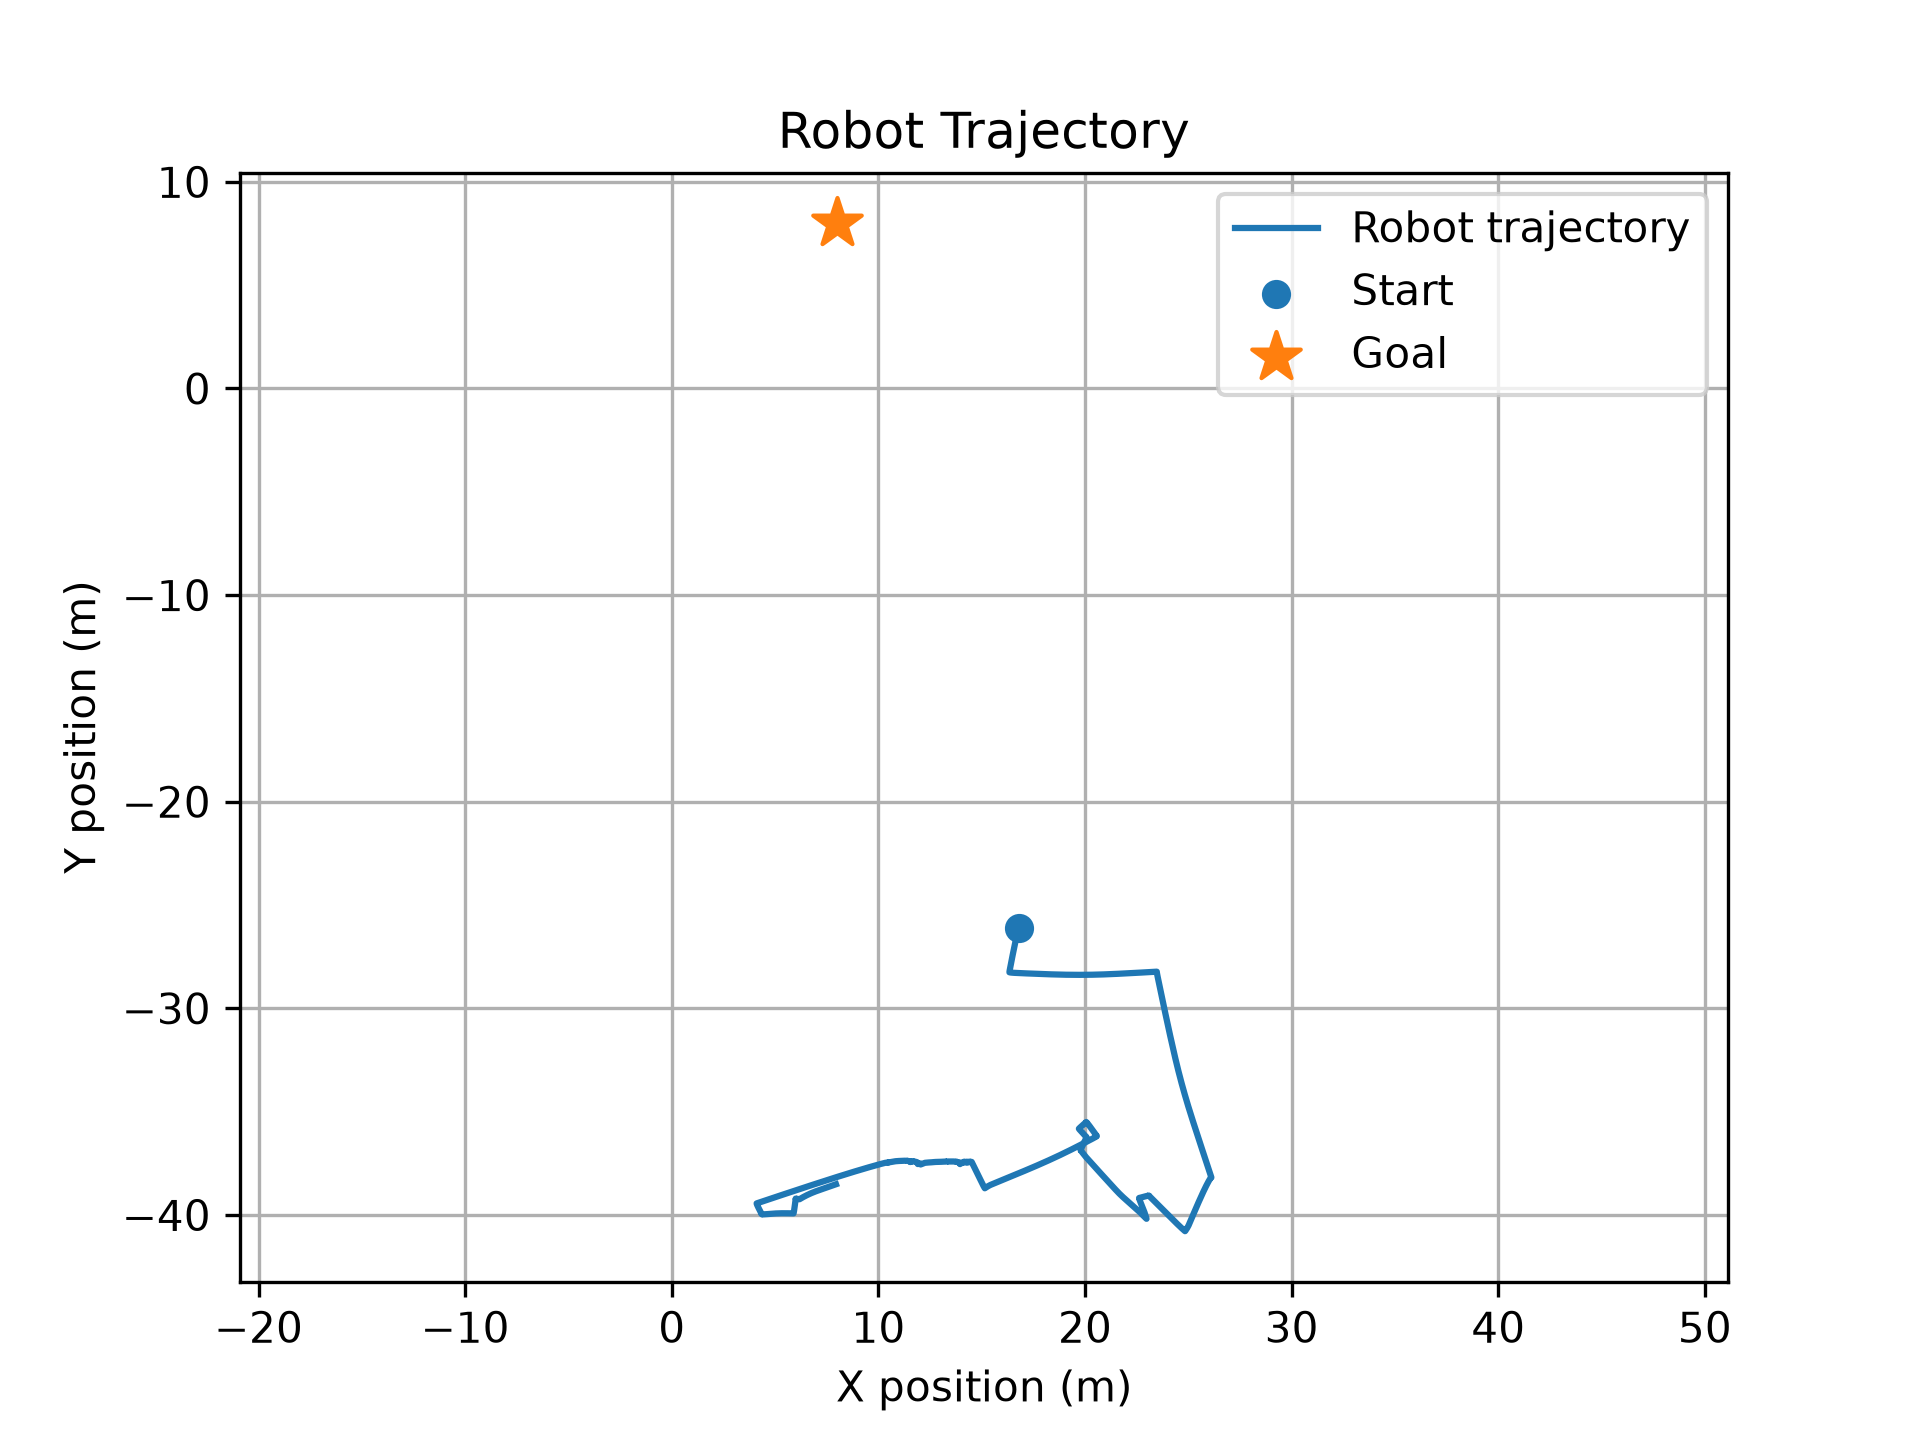 Robot Trajectory
Robot trajectory
Start
Goal
10
0
−10
−20
−30
−40
Y position (m)
−20 −10 0 10 20 30 40 50
X position (m)